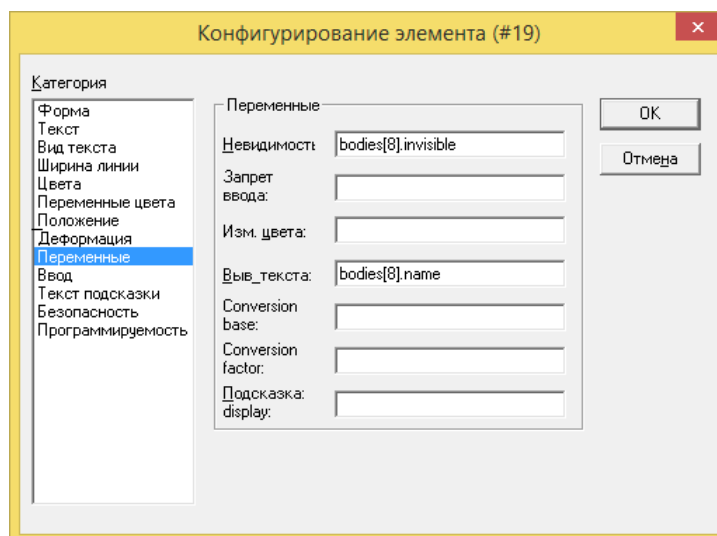 Конфигурирование элемента (#19)
Категория
Форма
Текст
Вид текста
Ширина линии
Цвета
Переменные цвета
Положение
Деформация
Переменные
Ввод
Текст подсказки
Безопасность
Программируемость
Переменные
Невидимость
bodies[8].invisible
Запрет
ввода:
Изм. цвета:
Выв_текста:
bodies[8].name
Conversion
base:
Conversion
factor:
Подсказка:
display:
OK
Отмена